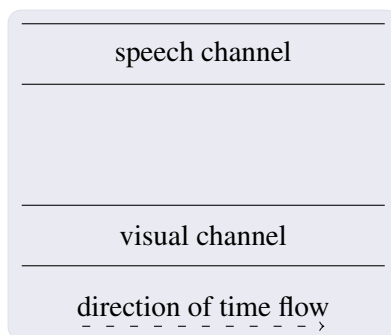 speech channel
visual channel
direction of time flow